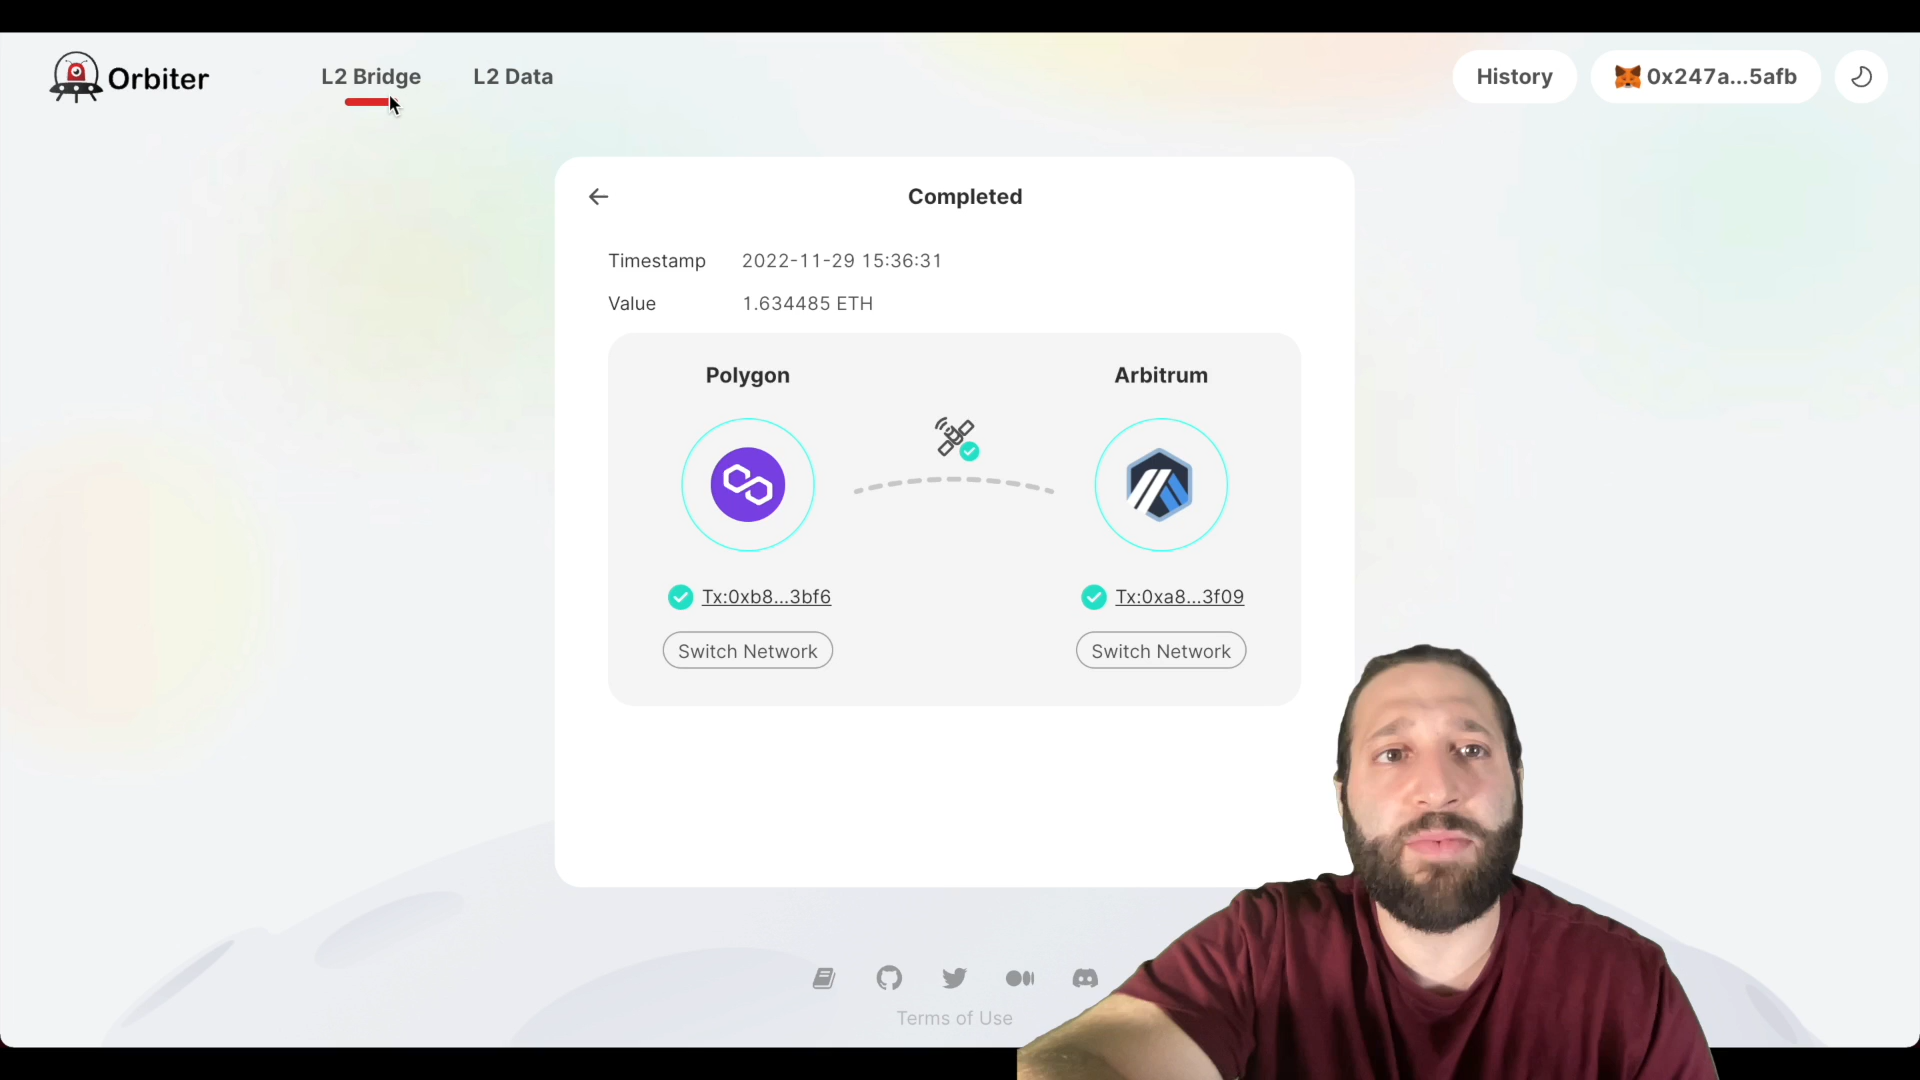 Orbiter
L2 Bridge
L2 Data
History
0x247a...5afb
Completed
Timestamp 2022-11-29 15:36:31
Value 1.634485 ETH
Polygon
Arbitrum
Tx:0xb8...3bf6
Tx:0xa8...3f09
Switch Network
Switch Network
Terms of Use